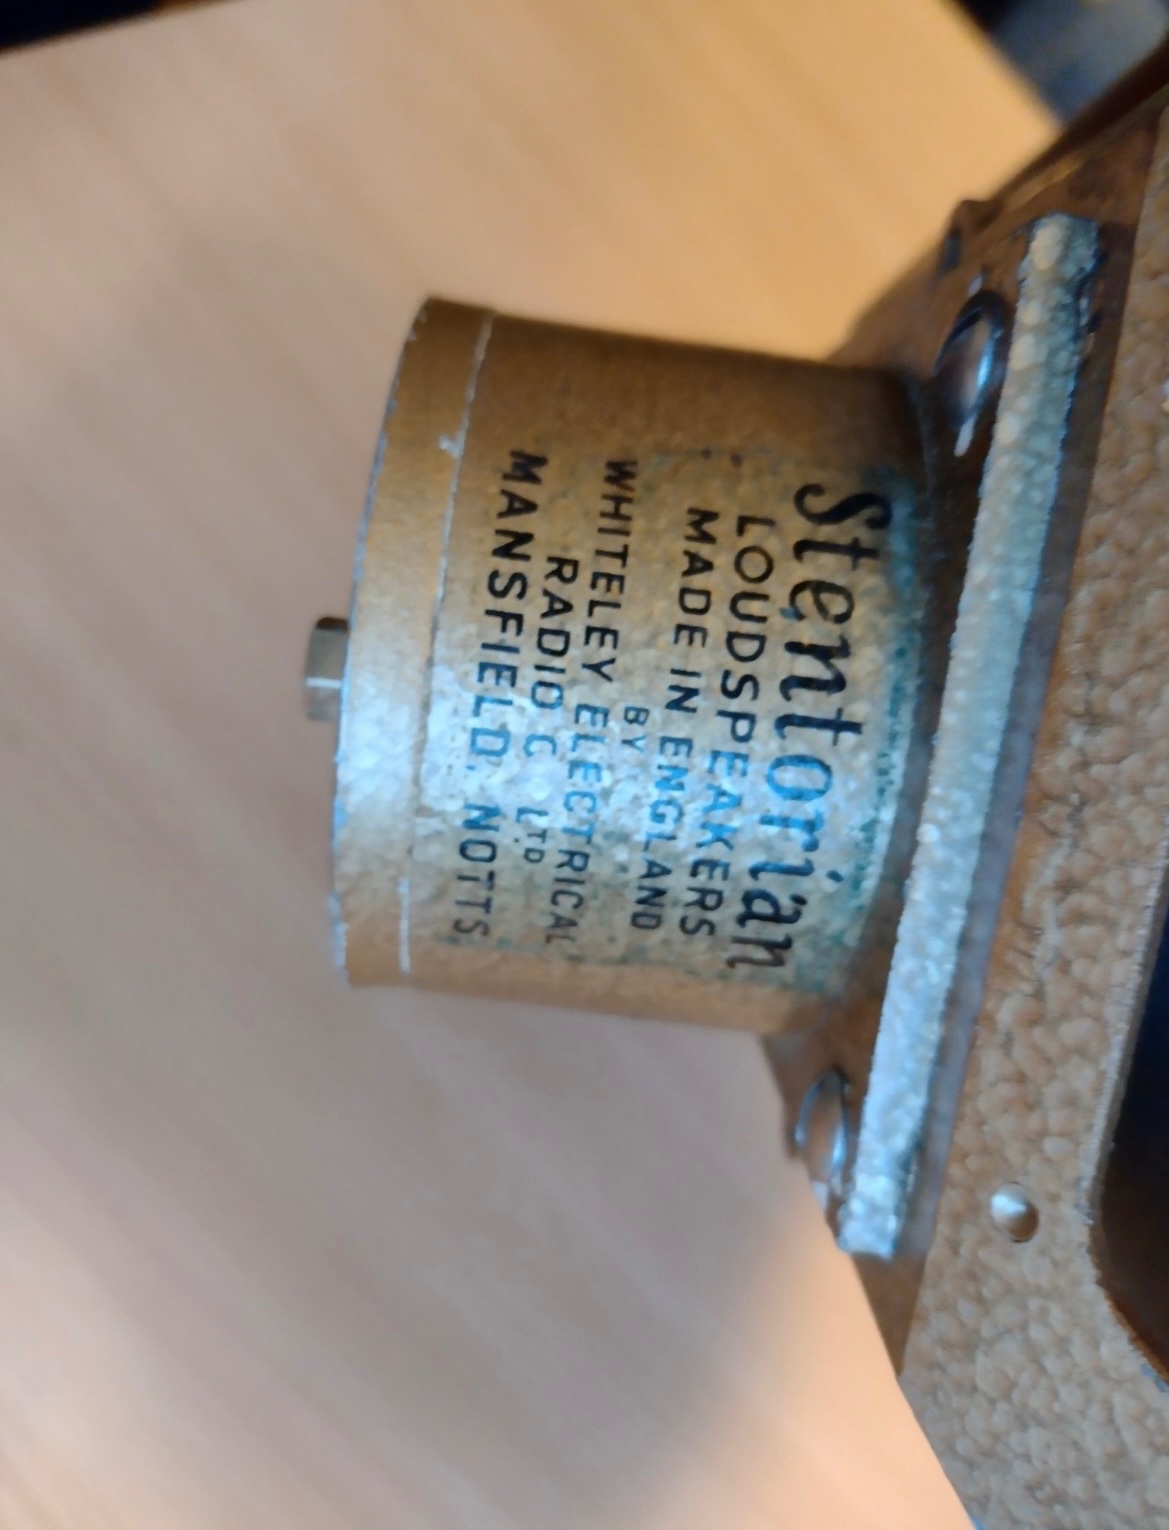 Stentorian
LOUDSPEAKERS
MADE IN ENGLAND
BY
WHITELEY ELECTRICAL
RADIO C LTD
MANSFIELD, NOTTS